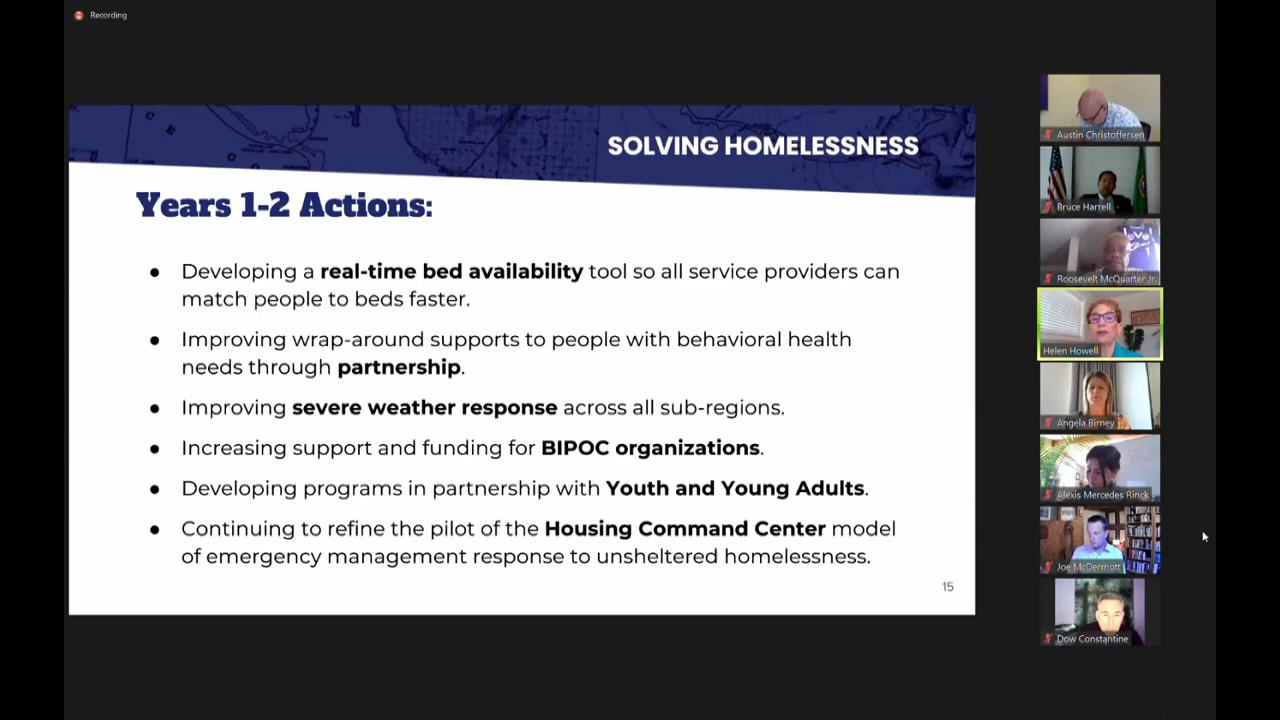 Recording
SOLVING HOMELESSNESS
Years 1-2 Actions:
● Developing a real-time bed availability tool so all service providers can
match people to beds faster.
● Improving wrap-around supports to people with behavioral health
needs through partnership.
● Improving severe weather response across all sub-regions.
● Increasing support and funding for BIPOC organizations.
● Developing programs in partnership with Youth and Young Adults.
● Continuing to refine the pilot of the Housing Command Center model
of emergency management response to unsheltered homelessness.
15
Austin Christoffersen
Bruce Harrell
Roosevelt McQuarter Jr.
Helen Howell
Angela Birney
Alexis Mercedes Rinck
Joe McDermott
Dow Constantine